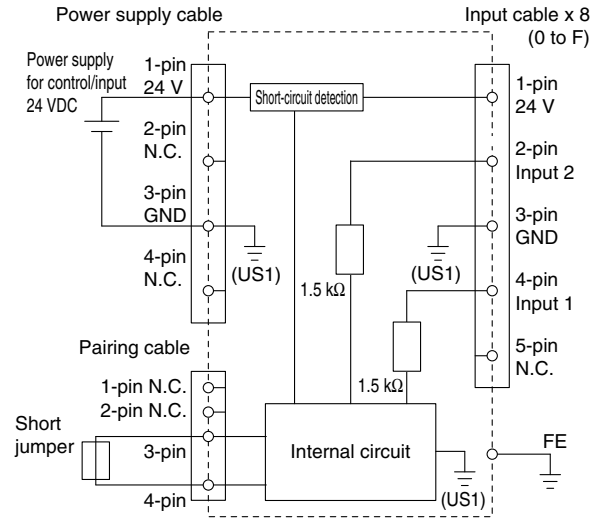 Power supply cable
Input cable x 8
(0 to F)
Power supply
for control/input
24 VDC
1-pin
24 V
2-pin
N.C.
3-pin
GND
4-pin
N.C.
(US1)
Short-circuit detection
1-pin
24 V
2-pin
Input 2
3-pin
GND
(US1)
4-pin
Input 1
5-pin
N.C.
1.5 kΩ
1.5 kΩ
Pairing cable
1-pin N.C.
2-pin N.C.
Short
jumper
3-pin
4-pin
Internal circuit
(US1)
FE